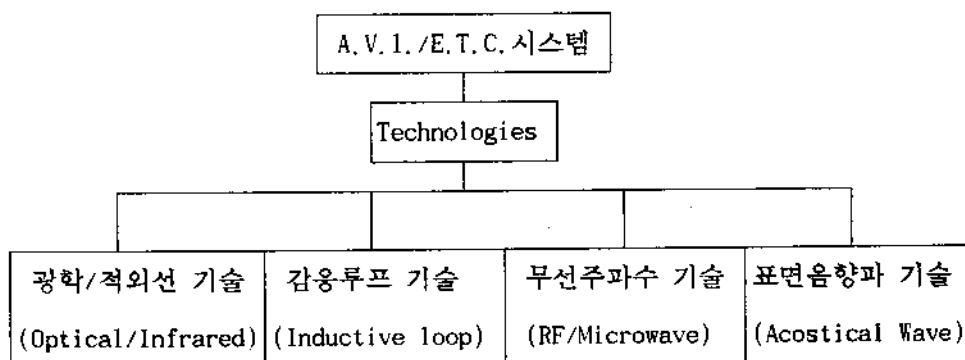 A.V.I./E.T.C.시스템
Technologies
광학/적외선 기술
(Optical/Infrared)
감응루프 기술
(Inductive loop)
무선주파수 기술
(RF/Microwave)
표면음향파 기술
(Acostical Wave)